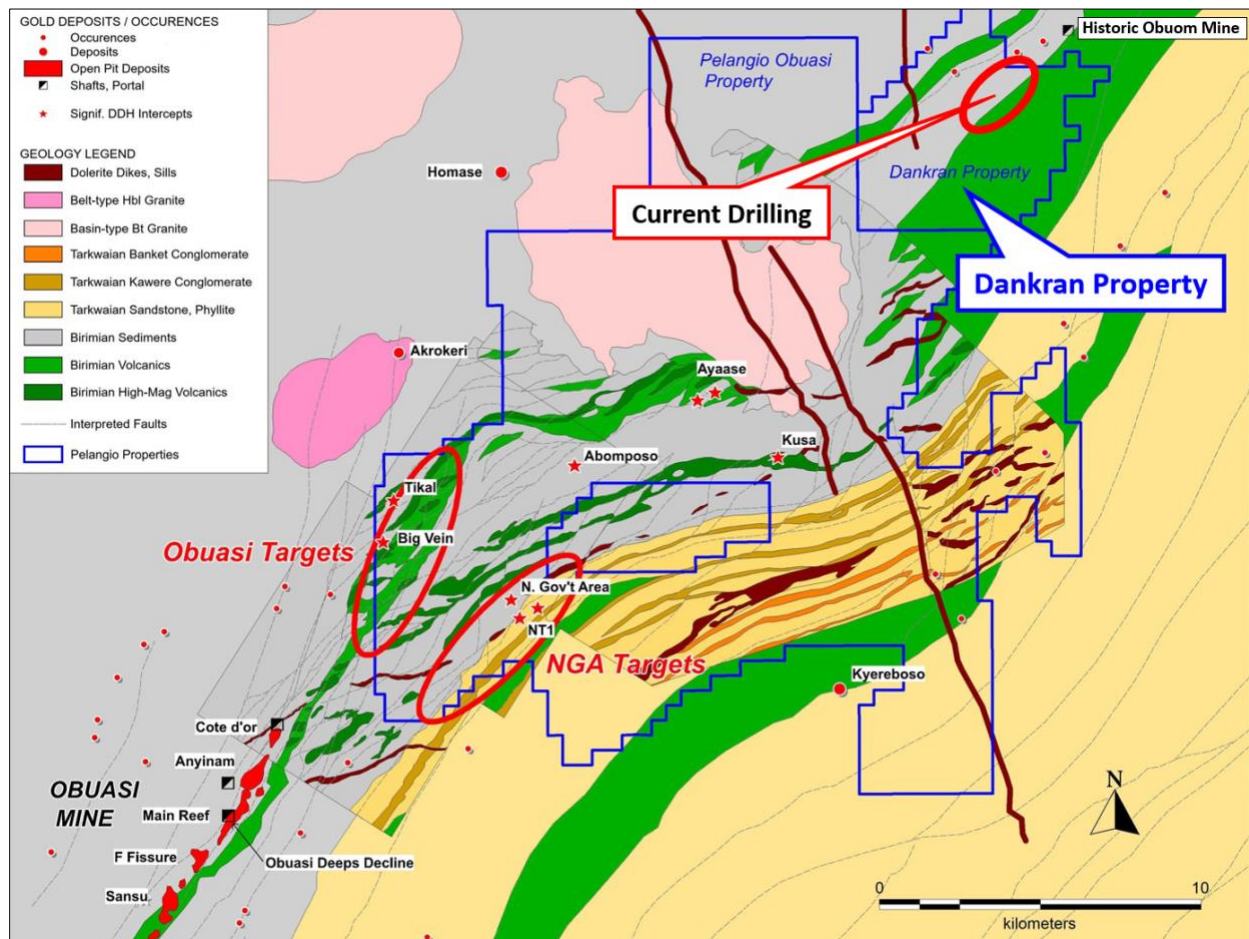 GOLD DEPOSITS / OCCURENCES
Occurences
Deposits
Open Pit Deposits
Shafts, Portal
Signif. DDH Intercepts
GEOLOGY LEGEND
Dolerite Dikes, Sills
Belt-type Hbl Granite
Basin-type Bt Granite
Tarkwaian Banket Conglomerate
Tarkwaian Kawere Conglomerate
Tarkwaian Sandstone, Phyllite
Birimian Sediments
Birimian Volcanics
Birimian High-Mag Volcanics
Interpreted Faults
Pelangio Properties
Historic Obuom Mine
Pelangio Obuasi
Property
Homase
Dankran Property
Current Drilling
Dankran Property
Akrokeri
Ayaase
Kusa
Abomposo
Tikal
Big Vein
Obuasi Targets
N. Gov't Area
NT1
NGA Targets
Kyereboso
Cote d'or
Anyinam
OBUASI
MINE
Main Reef
F Fissure
Obuasi Deeps Decline
Sansu
N
0 10
kilometers